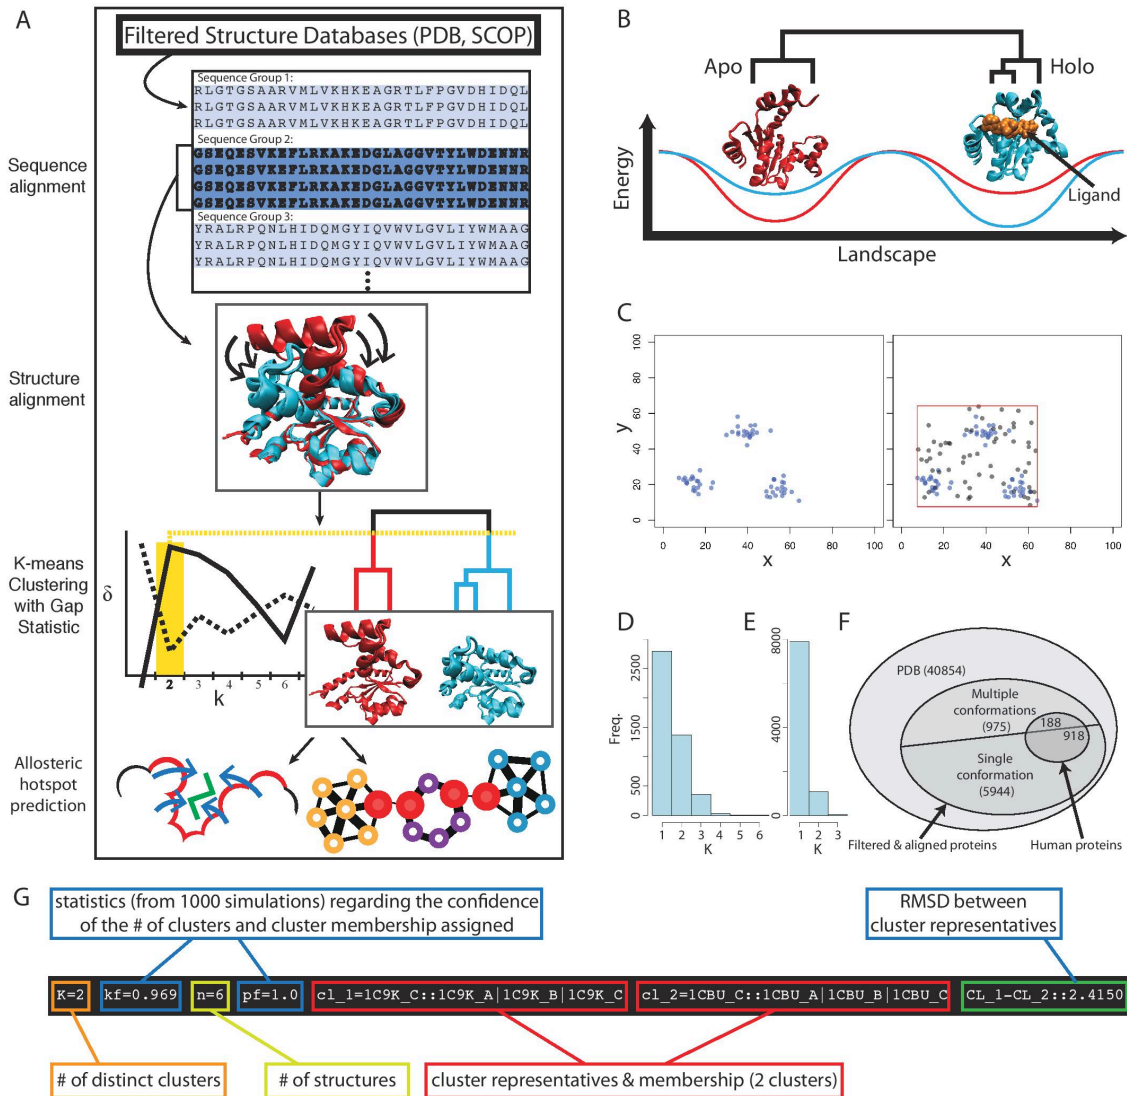 A
Filtered Structure Databases (PDB, SCOP)
Sequence alignment
Sequence Group 1:
RLGTGSAARVMLVKHKEAGRTLFPGVDHIDQL
RLGTGSAARVMLVKHKEAGRTLFPGVDHIDQL
RLGTGSAARVMLVKHKEAGRTLFPGVDHIDQL
Sequence Group 2:
GSEQESVKEFLRKAKEDGLAGGVTYLWDENNR
GSEQESVKEFLRKAKEDGLAGGVTYLWDENNR
GSEQESVKEFLRKAKEDGLAGGVTYLWDENNR
GSEQESVKEFLRKAKEDGLAGGVTYLWDENNR
Sequence Group 3:
YRALRPQNLHIDQMGYIQVWVLGVLIYWMAAG
YRALRPQNLHIDQMGYIQVWVLGVLIYWMAAG
YRALRPQNLHIDQMGYIQVWVLGVLIYWMAAG
Structure
alignment
K-means
Clustering
with Gap
Statistic
δ
2 3 4 5 6
k
Allosteric
hotspot
prediction
B
Apo
Holo
Energy
Ligand
Landscape
C
y
100
80
60
40
20
0
0 20 40 60 80 100
x
0 20 40 60 80 100
x
D
Freq.
2500
1500
500
0
1 2 3 4 5 6
K
E
8000
4000
0
1 2 3
K
F
PDB (40854)
Multiple
conformations
(975)
188
918
Single
conformation
(5944)
Filtered & aligned proteins
Human proteins
G
statistics (from 1000 simulations) regarding the confidence
of the # of clusters and cluster membership assigned
RMSD between
cluster representatives
K=2 kf=0.969 n=6 pf=1.0 cl_1=1C9K_C::1C9K_A|1C9K_B|1C9K_C cl_2=1CBU_C::1CBU_A|1CBU_B|1CBU_C CL_1-CL_2::2.4150
# of distinct clusters
# of structures
cluster representatives & membership (2 clusters)